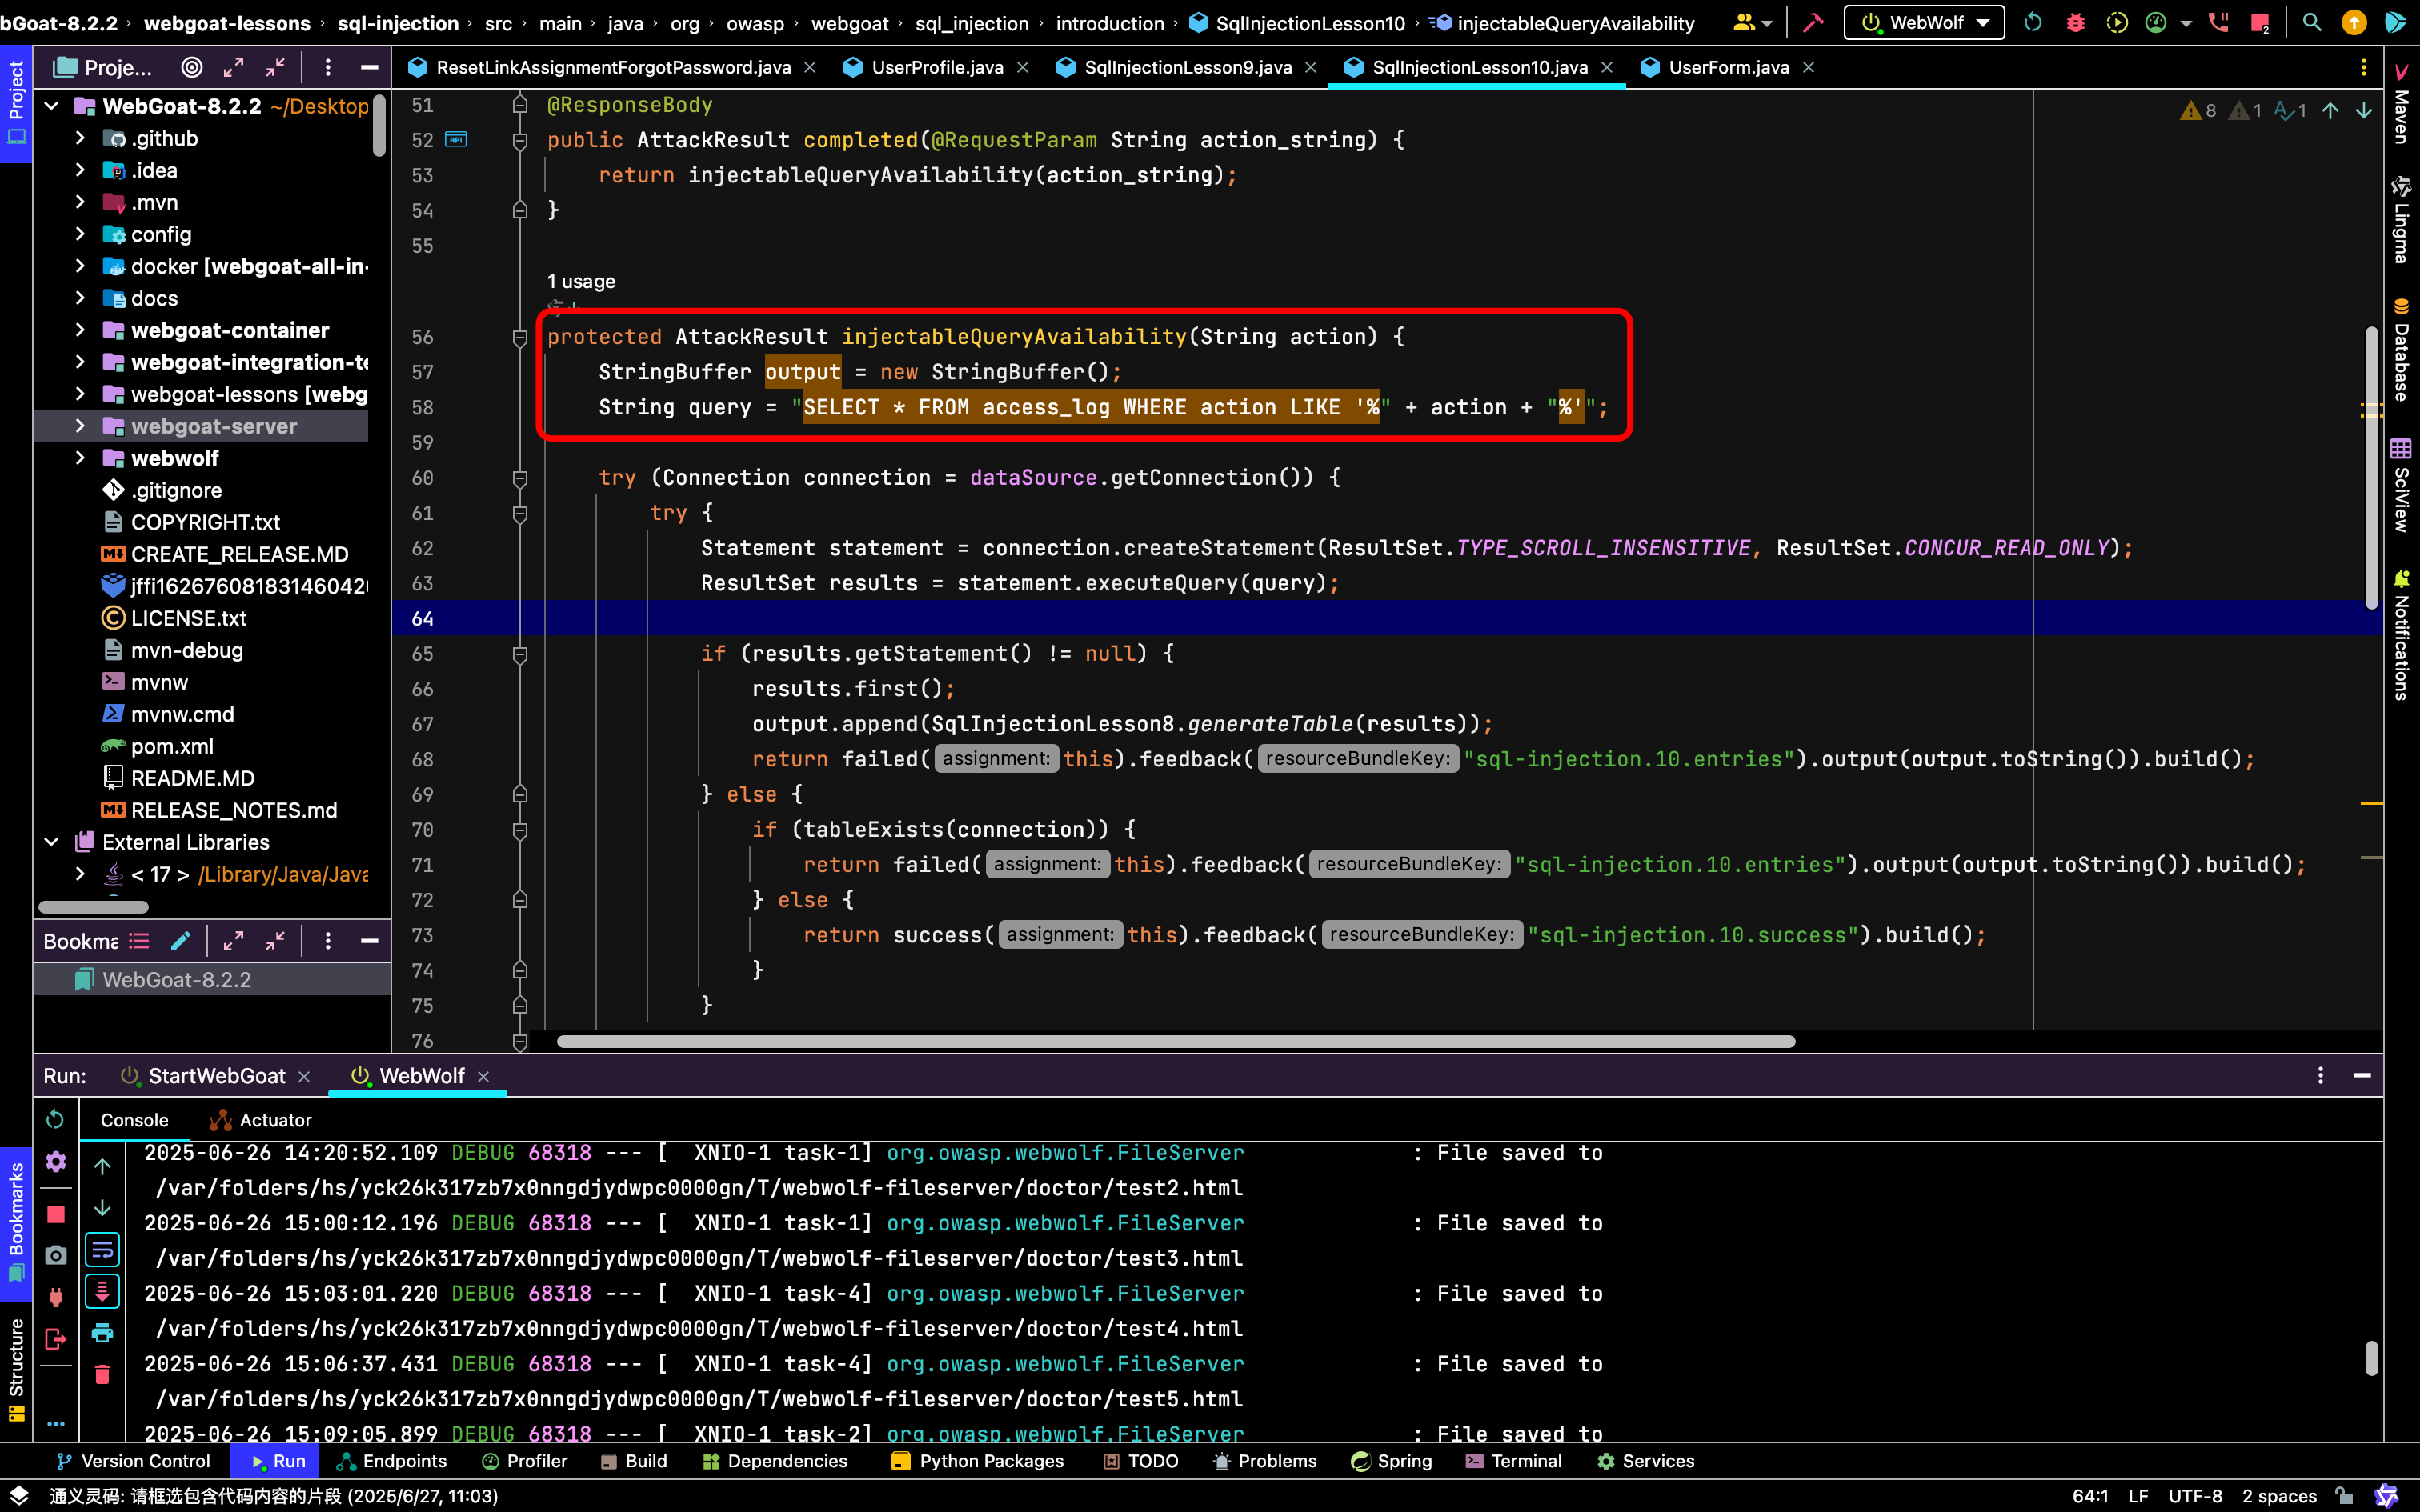 bGoat-8.2.2 › webgoat-lessons › sql-injection › src › main › java › org › owasp › webgoat › sql_injection › introduction › SqlInjectionLesson10 › injectableQueryAvailability
WebWolf
Project
Proje...
ResetLinkAssignmentForgotPassword.java
UserProfile.java
SqlInjectionLesson9.java
SqlInjectionLesson10.java
UserForm.java
WebGoat-8.2.2 ~/Desktop
.github
.idea
.mvn
config
docker [webgoat-all-in-
docs
webgoat-container
webgoat-integration-te
webgoat-lessons [webg
webgoat-server
webwolf
.gitignore
COPYRIGHT.txt
CREATE_RELEASE.MD
LICENSE.txt
mvn-debug
mvnw
mvnw.cmd
pom.xml
README.MD
RELEASE_NOTES.md
External Libraries
< 17 > /Library/Java/Java
Bookma
WebGoat-8.2.2
8 1 1
51 @ResponseBody
52 public AttackResult completed(@RequestParam String action_string) {
53 return injectableQueryAvailability(action_string);
54 }
55
1 usage
56 protected AttackResult injectableQueryAvailability(String action) {
57 StringBuffer output = new StringBuffer();
58 String query = "SELECT * FROM access_log WHERE action LIKE '%" + action + "%'";
59
60 try (Connection connection = dataSource.getConnection()) {
61 try {
62 Statement statement = connection.createStatement(ResultSet.TYPE_SCROLL_INSENSITIVE, ResultSet.CONCUR_READ_ONLY);
63 ResultSet results = statement.executeQuery(query);
64
65 if (results.getStatement() != null) {
66 results.first();
67 output.append(SqlInjectionLesson8.generateTable(results));
68 return failed( assignment: this).feedback( resourceBundleKey: "sql-injection.10.entries").output(output.toString()).build();
69 } else {
70 if (tableExists(connection)) {
71 return failed( assignment: this).feedback( resourceBundleKey: "sql-injection.10.entries").output(output.toString()).build();
72 } else {
73 return success( assignment: this).feedback( resourceBundleKey: "sql-injection.10.success").build();
74 }
75 }
76
Maven
Lingma
Database
SciView
Notifications
Run: StartWebGoat WebWolf
Console Actuator
2025-06-26 14:20:52.109 DEBUG 68318 --- [ XNIO-1 task-1] org.owasp.webwolf.FileServer : File saved to
/var/folders/hs/yck26k317zb7x0nngdjydwpc0000gn/T/webwolf-fileserver/doctor/test2.html
2025-06-26 15:00:12.196 DEBUG 68318 --- [ XNIO-1 task-1] org.owasp.webwolf.FileServer : File saved to
/var/folders/hs/yck26k317zb7x0nngdjydwpc0000gn/T/webwolf-fileserver/doctor/test3.html
2025-06-26 15:03:01.220 DEBUG 68318 --- [ XNIO-1 task-4] org.owasp.webwolf.FileServer : File saved to
/var/folders/hs/yck26k317zb7x0nngdjydwpc0000gn/T/webwolf-fileserver/doctor/test4.html
2025-06-26 15:06:37.431 DEBUG 68318 --- [ XNIO-1 task-4] org.owasp.webwolf.FileServer : File saved to
/var/folders/hs/yck26k317zb7x0nngdjydwpc0000gn/T/webwolf-fileserver/doctor/test5.html
2025-06-26 15:09:05.899 DEBUG 68318 --- [ XNIO-1 task-2] org.owasp.webwolf.FileServer : File saved to
Bookmarks
Structure
Version Control Run Endpoints Profiler Build Dependencies Python Packages TODO Problems Spring Terminal Services
通义灵码: 请框选包含代码内容的片段 (2025/6/27, 11:03)
64:1 LF UTF-8 2 spaces